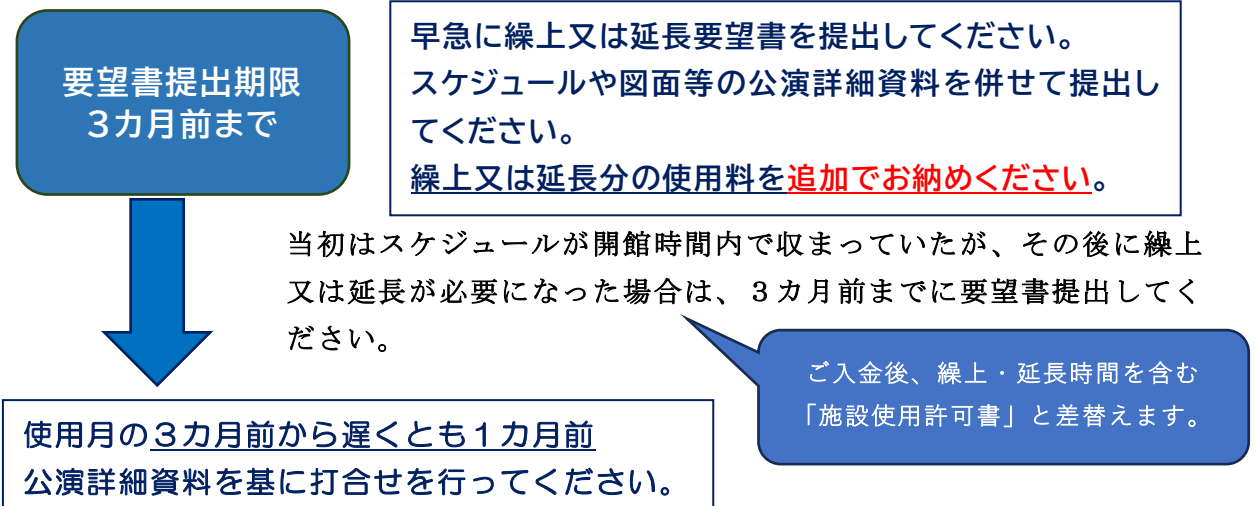 要望書提出期限
３カ月前まで
早急に繰上又は延長要望書を提出してください。
スケジュールや図面等の公演詳細資料を併せて提出し
てください。
繰上又は延長分の使用料を追加でお納めください。
当初はスケジュールが開館時間内で収まっていたが、その後に繰上
又は延長が必要になった場合は、３カ月前までに要望書提出してく
ださい。
ご入金後、繰上・延長時間を含む
「施設使用許可書」と差替えます。
使用月の３カ月前から遅くとも１カ月前
公演詳細資料を基に打合せを行ってください。